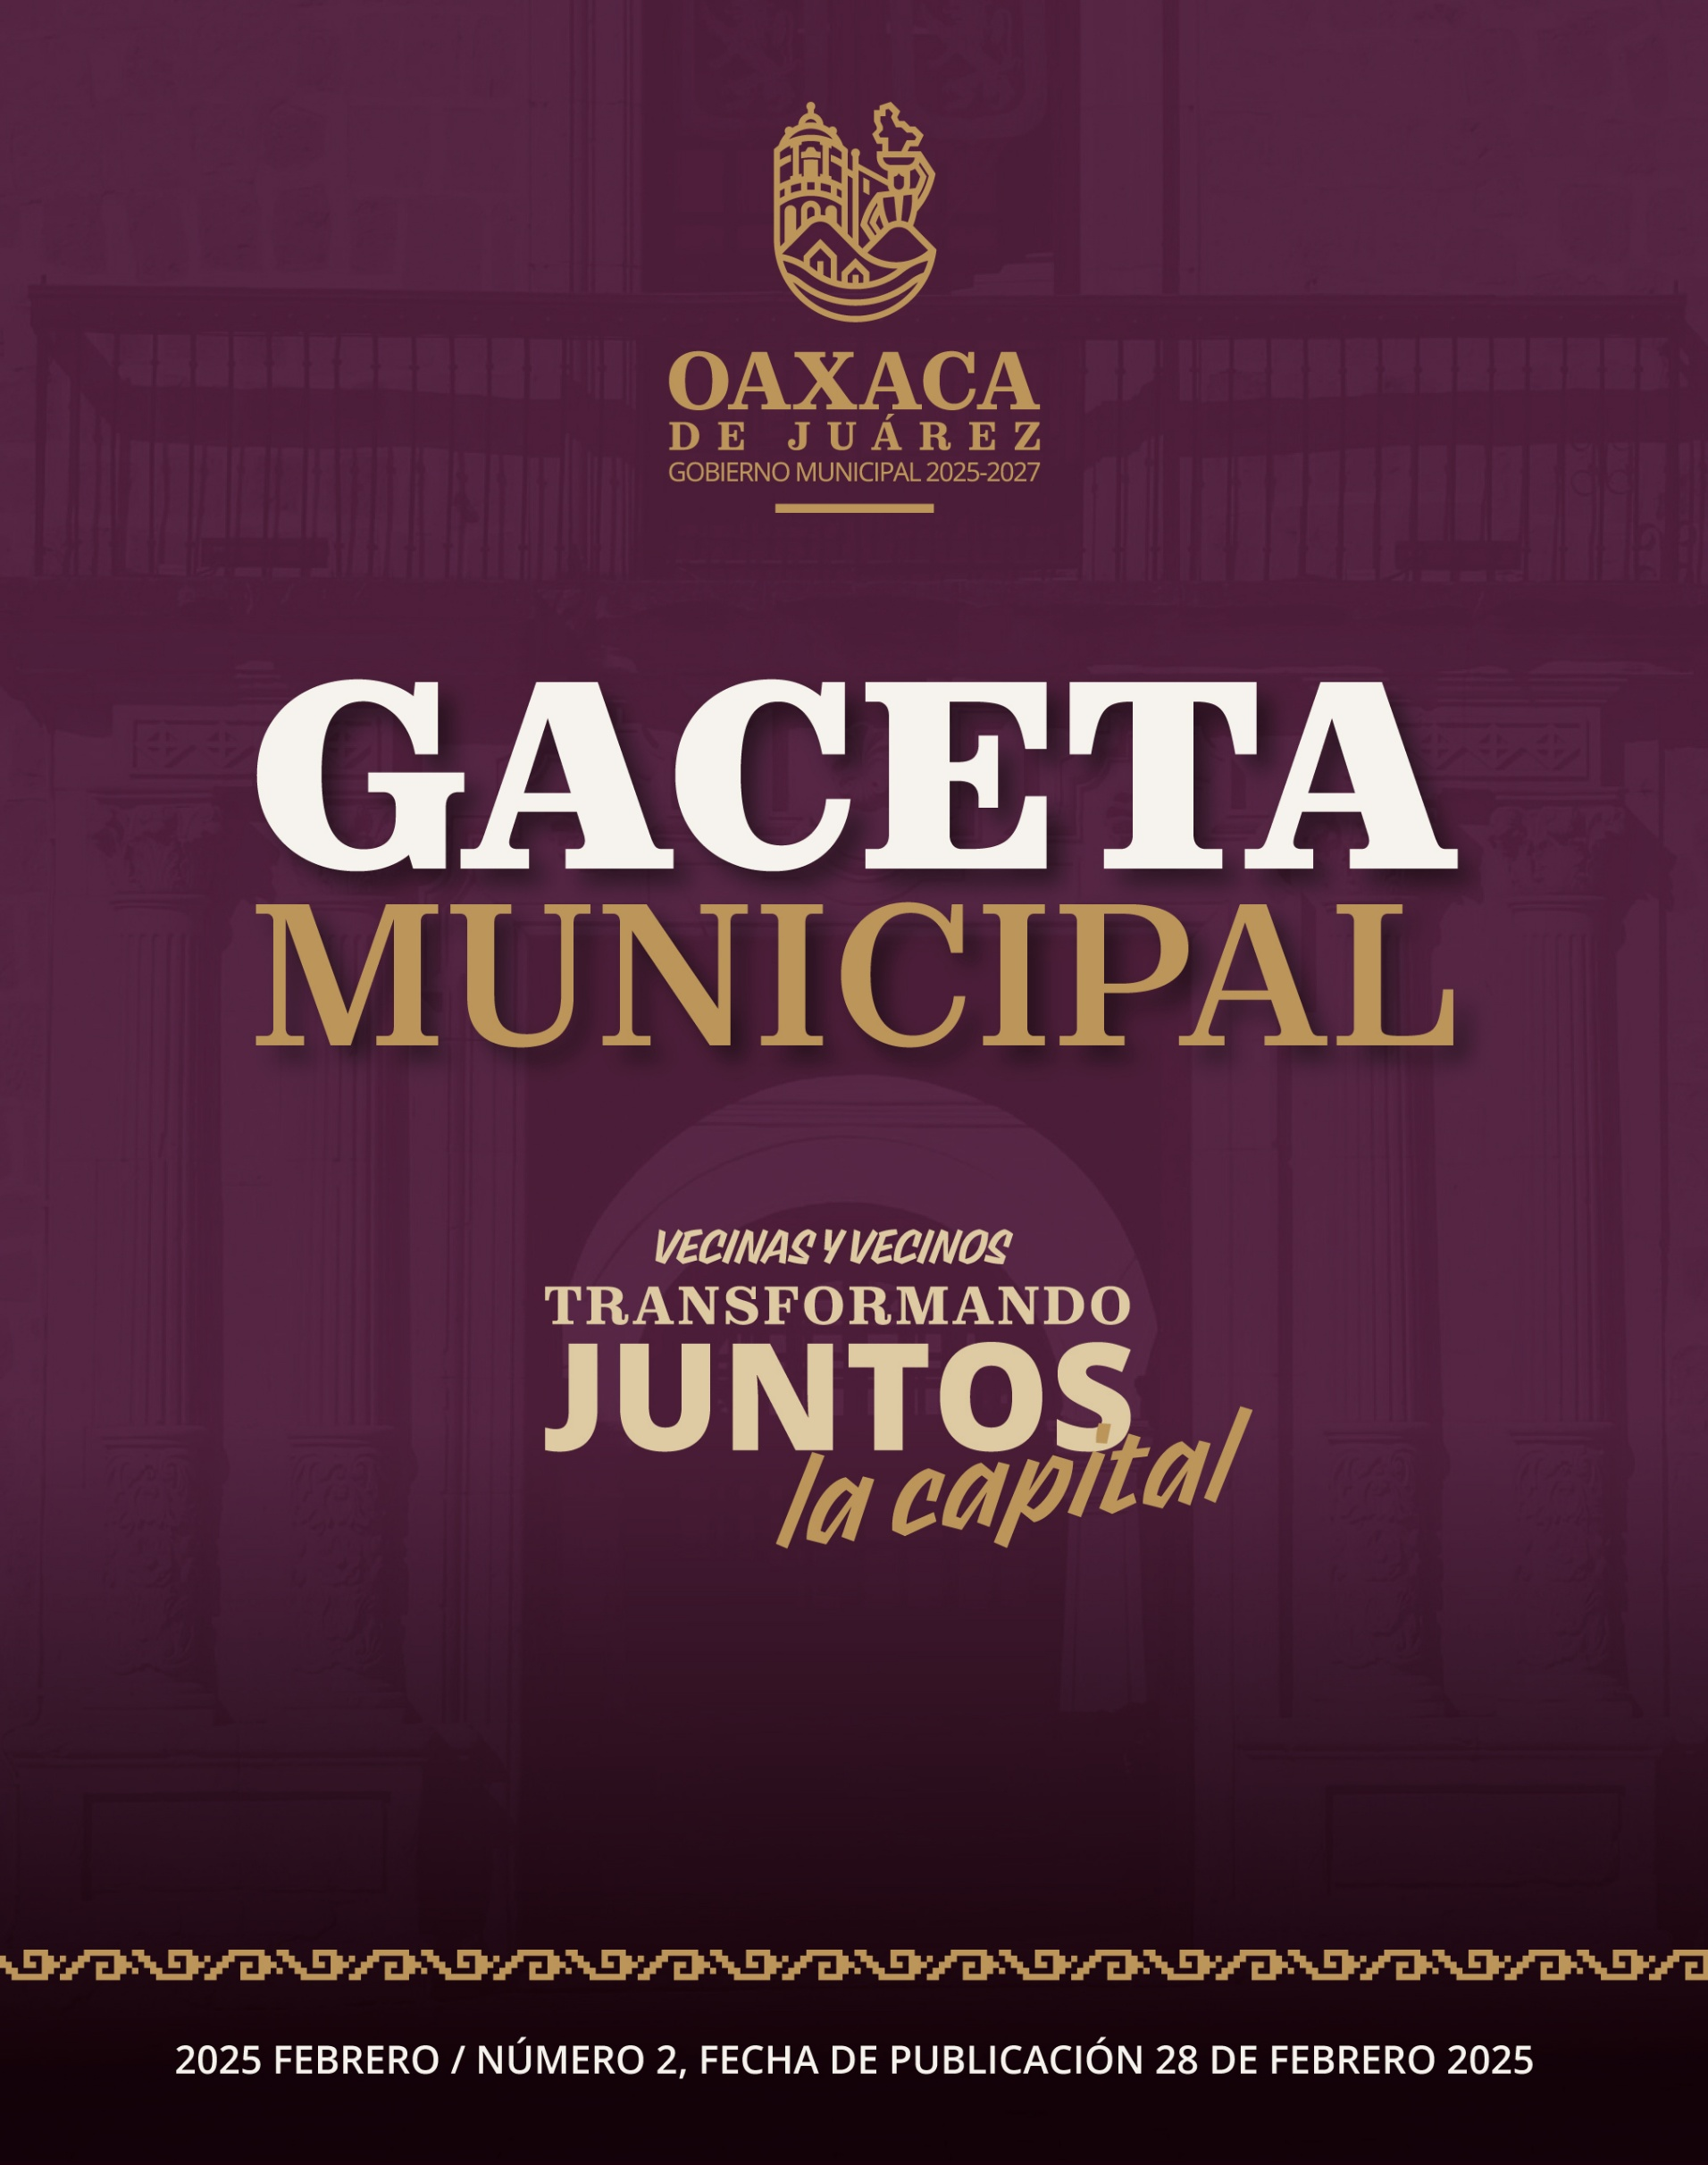 OAXACA
DE JUÁREZ
GOBIERNO MUNICIPAL 2025-2027
GACETA
MUNICIPAL
VECINAS Y VECINOS
TRANSFORMANDO
JUNTOS
la capital
2025 FEBRERO / NÚMERO 2, FECHA DE PUBLICACIÓN 28 DE FEBRERO 2025